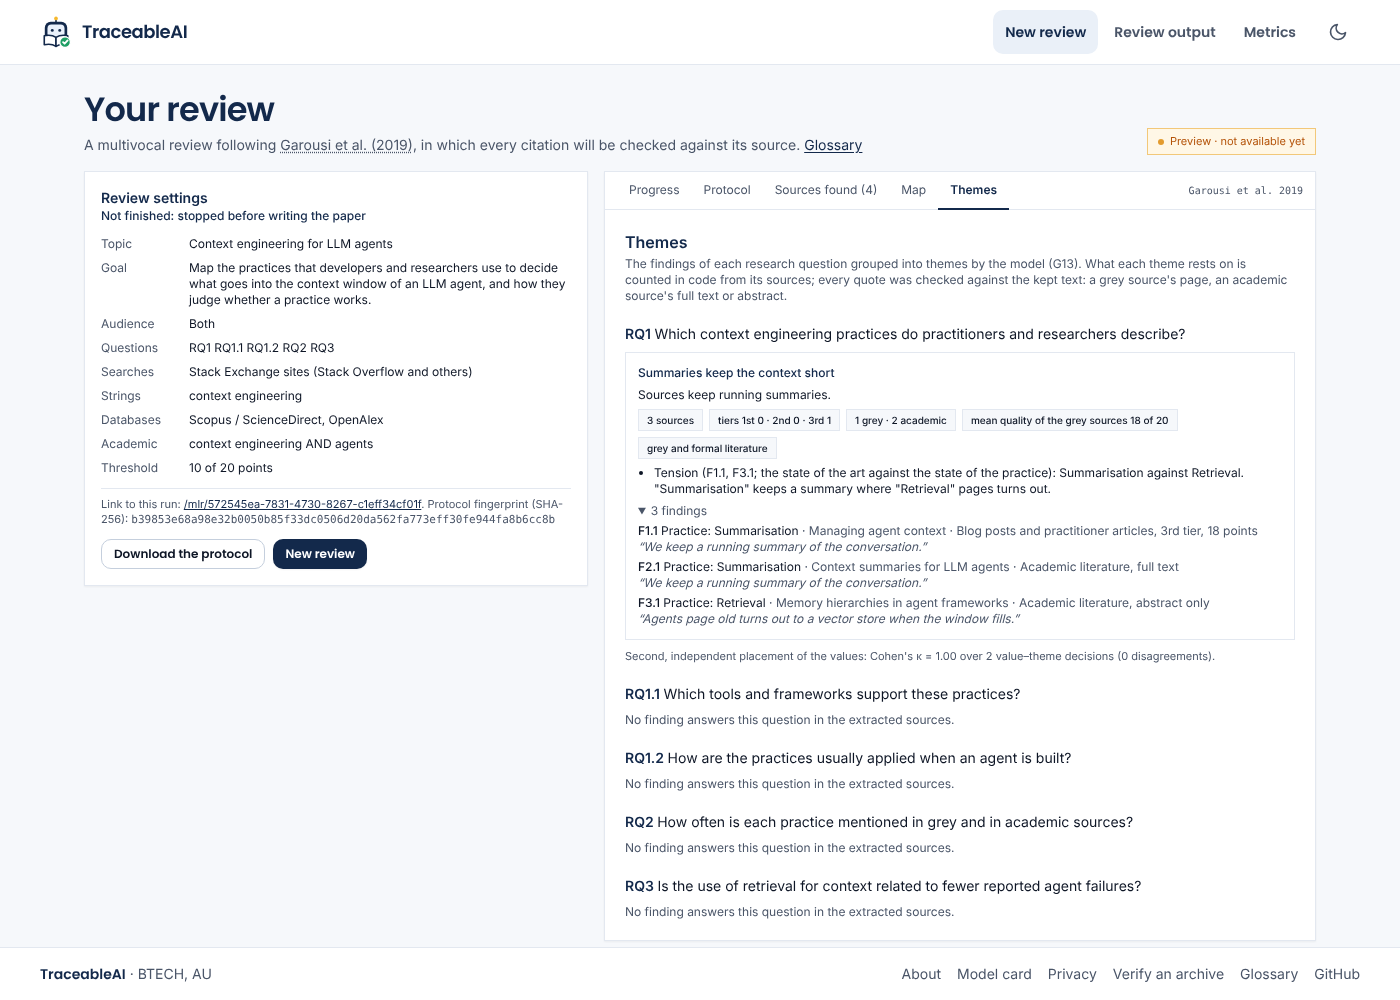 TraceableAI
New review
Review output
Metrics
Your review
A multivocal review following Garousi et al. (2019), in which every citation will be checked against its source. Glossary
Preview · not available yet
Review settings
Not finished: stopped before writing the paper
Topic Context engineering for LLM agents
Goal Map the practices that developers and researchers use to decide
what goes into the context window of an LLM agent, and how they
judge whether a practice works.
Audience Both
Questions RQ1 RQ1.1 RQ1.2 RQ2 RQ3
Searches Stack Exchange sites (Stack Overflow and others)
Strings context engineering
Databases Scopus / ScienceDirect, OpenAlex
Academic context engineering AND agents
Threshold 10 of 20 points
Link to this run: /mlr/572545ea-7831-4730-8267-c1eff34cf01f. Protocol fingerprint (SHA-
256): b39853e68a98e32b0050b85f33dc0506d20da562fa773eff30fe944fa8b6cc8b
Download the protocol
New review
Progress
Protocol
Sources found (4)
Map
Themes
Garousi et al. 2019
Themes
The findings of each research question grouped into themes by the model (G13). What each theme rests on is
counted in code from its sources; every quote was checked against the kept text: a grey source's page, an academic
source's full text or abstract.
RQ1 Which context engineering practices do practitioners and researchers describe?
Summaries keep the context short
Sources keep running summaries.
3 sources
tiers 1st 0 · 2nd 0 · 3rd 1
1 grey · 2 academic
mean quality of the grey sources 18 of 20
grey and formal literature
• Tension (F1.1, F3.1; the state of the art against the state of the practice): Summarisation against Retrieval.
"Summarisation" keeps a summary where "Retrieval" pages turns out.
▼ 3 findings
F1.1 Practice: Summarisation · Managing agent context · Blog posts and practitioner articles, 3rd tier, 18 points
“We keep a running summary of the conversation.”
F2.1 Practice: Summarisation · Context summaries for LLM agents · Academic literature, full text
“We keep a running summary of the conversation.”
F3.1 Practice: Retrieval · Memory hierarchies in agent frameworks · Academic literature, abstract only
“Agents page old turns out to a vector store when the window fills.”
Second, independent placement of the values: Cohen's κ = 1.00 over 2 value–theme decisions (0 disagreements).
RQ1.1 Which tools and frameworks support these practices?
No finding answers this question in the extracted sources.
RQ1.2 How are the practices usually applied when an agent is built?
No finding answers this question in the extracted sources.
RQ2 How often is each practice mentioned in grey and in academic sources?
No finding answers this question in the extracted sources.
RQ3 Is the use of retrieval for context related to fewer reported agent failures?
No finding answers this question in the extracted sources.
TraceableAI · BTECH, AU
About
Model card
Privacy
Verify an archive
Glossary
GitHub